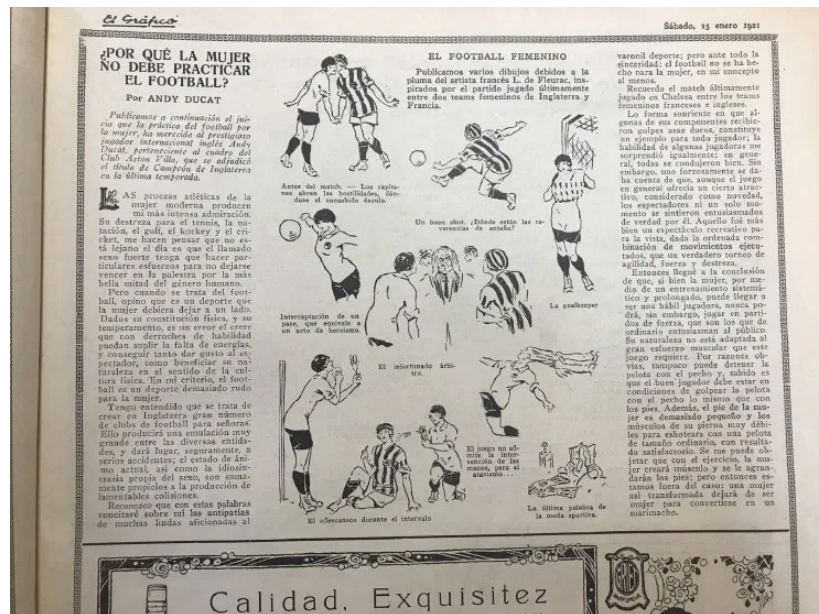 El Gráfico
Sábado, 15 enero 1921
¿POR QUÉ LA MUJER
NO DEBE PRACTICAR
EL FOOTBALL?
Por ANDY DUCAT
Publicamos a continuación el jui-
cio que la práctica del football por
la mujer, ha merecido al prestigioso
jugador internacional inglés Andy
Ducat, perteneciente al cuadro del
Club Aston Villa, que se adjudicó
el título de Campeón de Inglaterra
en la última temporada.
LAS proezas atléticas de la
mujer moderna producen
mi más intensa admiración.
Su destreza para el tennis, la na-
tación, el golf, el hockey y el cri-
cket, me hacen pensar que no es-
tá lejano el día en que el llamado
sexo fuerte tenga que hacer par-
ticulares esfuerzos para no dejarse
vencer en la palestra por la más
bella mitad del género humano.
Pero cuando se trata del foot-
ball, opino que es un deporte que
la mujer debiera dejar a un lado.
Dados su constitución física, y su
temperamento, es un error el creer
que con derroches de habilidad
puedan suplir la falta de energías,
y conseguir tanto dar gusto al es-
pectador, como beneficiar su na-
turaleza en el sentido de la cul-
tura física. En mi criterio, el foot-
ball es un deporte demasiado rudo
para la mujer.
Tengo entendido que se trata de
crear en Inglaterra gran número
de clubs de football para señoras.
Ello producirá una emulación muy
grande entre las diversas entida-
des, y dará lugar, seguramente, a
serios accidentes; el estado de áni-
mo actual, así como la idiosin-
crasia propia del sexo, son suma-
mente propicios a la producción de
lamentables colisiones.
Reconozco que con estas palabras
concitaré sobre mí las antipatías
de muchas lindas aficionadas al
EL FOOTBALL FEMENINO
Publicamos varios dibujos debidos a la
pluma del artista francés L. de Fleurac, ins-
pirados por el partido jugado últimamente
entre dos teams femeninos de Inglaterra y
Francia.
Antes del match. — Los capita-
nes abren las hostilidades, dán-
dose el consabido ósculo.
Un buen shot. ¿Dónde están las re-
verencias de antaño?
Intercepción de un
pase, que equivale a
un acto de heroísmo.
La goalkeeper
El infortunado árbi-
tro.
El juego no ad-
mite la inter-
vención de las
manos, pero el
atavismo...
El «descanso» durante el intervalo
La última palabra de
la moda sportiva.
varonil deporte; pero ante todo la
sinceridad: el football no se ha he-
cho para la mujer, en mi concepto
al menos.
Recuerdo el match últimamente
jugado en Chelsea entre los teams
femeninos franceses e ingleses.
Lo forma sonriente en que al-
gunas de sus componentes recibie-
ron golpes asaz duros, constituye
un ejemplo para todo jugador; la
habilidad de algunas jugadoras me
sorprendió igualmente; en gene-
ral, todas se condujeron bien. Sin
embargo, uno forzosamente se da-
ba cuenta de que, aunque el juego
en general ofrecía un cierto atrac-
tivo, considerado como novedad,
los espectadores ni un solo mo-
mento se sintieron entusiasmados
de verdad por él. Aquello fué más
bien un espectáculo recreativo pa-
ra la vista, dada la ordenada com-
binación de movimientos ejecu-
tados, que un verdadero torneo de
agilidad, fuerza y destreza.
Entonces llegué a la conclusión
de que, si bien la mujer, por me-
dio de un entrenamiento sistemá-
tico y prolongado, puede llegar a
ser una hábil jugadora, nunca po-
drá, sin embargo, jugar en parti-
dos de fuerza, que son los que de
ordinario entusiasman al público.
Su naturaleza no está adaptada al
gran esfuerzo muscular que este
juego requiere. Por razones ob-
vias, tampoco puede detener la
pelota con el pecho y, sabido es
que el buen jugador debe estar en
condiciones de golpear la pelota
con el pecho lo mismo que con
los pies. Además, el pie de la mu-
jer es demasiado pequeño y los
músculos de su pierna muy débi-
les para eshotears con una pelota
de tamaño ordinario, con resulta-
do satisfactorio. Se me puede ob-
jetar que con el ejercicio, la mu-
jer creará músculo y se le agran-
darán los pies; pero entonces es-
tamos fuera del caso: una mujer
así transformada dejará de ser
mujer para convertirse en un
marimacho.
Calidad, Exquisitez